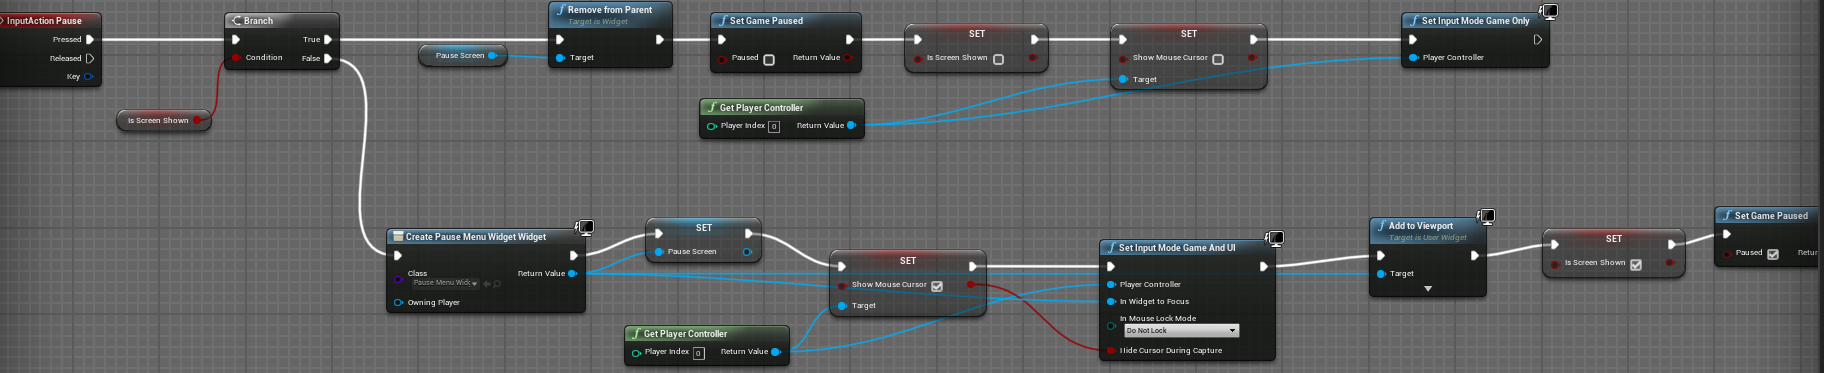 InputAction Pause
Pressed
Released
Key
Is Screen Shown
Branch
Condition
True
False
Pause Screen
Remove from Parent
Target is Widget
Target
Set Game Paused
Paused
Return Value
SET
Is Screen Shown
SET
Show Mouse Cursor
Target
Set Input Mode Game Only
Player Controller
Get Player Controller
Player Index 0
Return Value
Create Pause Menu Widget Widget
Class
Pause Menu Widg
Owning Player
Return Value
SET
Pause Screen
Get Player Controller
Player Index 0
Return Value
SET
Show Mouse Cursor
Target
Set Input Mode Game And UI
Player Controller
In Widget to Focus
In Mouse Lock Mode
Do Not Lock
Hide Cursor During Capture
Add to Viewport
Target is User Widget
Target
SET
Is Screen Shown
Set Game Paused
Paused
Retur